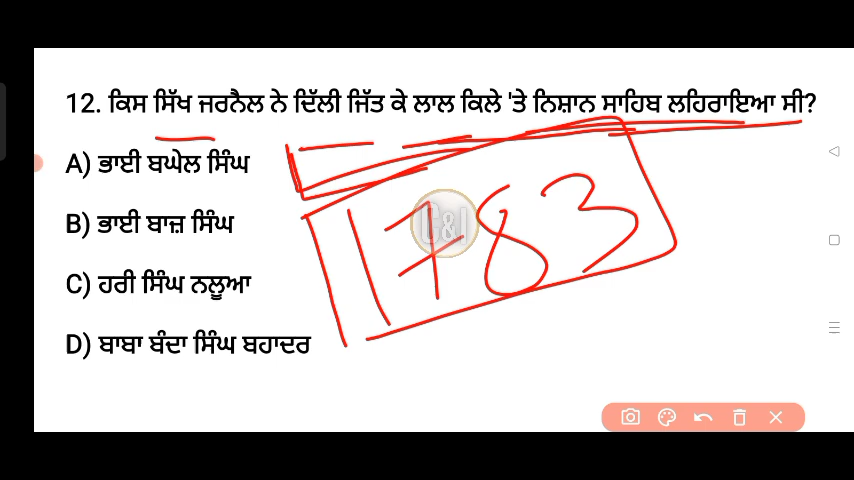 12. ਕਿਸ ਸਿੱਖ ਜਰਨੈਲ ਨੇ ਦਿੱਲੀ ਜਿੱਤ ਕੇ ਲਾਲ ਕਿਲੇ 'ਤੇ ਨਿਸ਼ਾਨ ਸਾਹਿਬ ਲਹਿਰਾਇਆ ਸੀ?
A) ਭਾਈ ਬਘੇਲ ਸਿੰਘ
B) ਭਾਈ ਬਾਜ਼ ਸਿੰਘ
1783
C&I
C) ਹਰੀ ਸਿੰਘ ਨਲੂਆ
D) ਬਾਬਾ ਬੰਦਾ ਸਿੰਘ ਬਹਾਦਰ